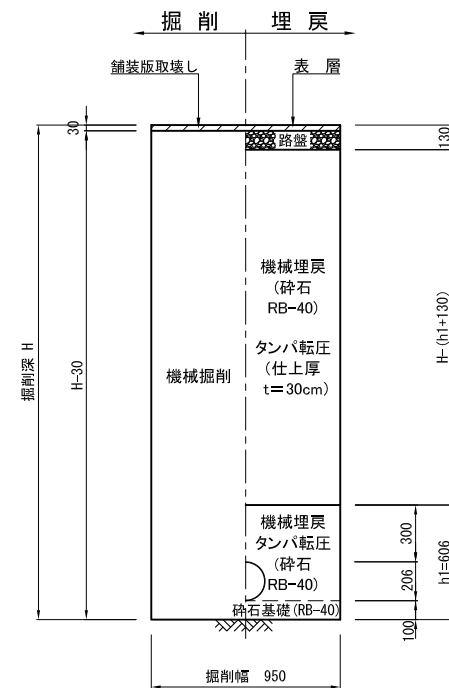 掘 削 埋 戻
舗装版取壊し
表 層
30
路盤
130
掘削深 H
H-30
機械掘削
機械埋戻
(砕石
RB-40)
タンパ転圧
(仕上厚
t=30cm)
H-(h1+130)
機械埋戻
タンパ転圧
(砕石
RB-40)
砕石基礎(RB-40)
300
206
100
h1=606
掘削幅 950